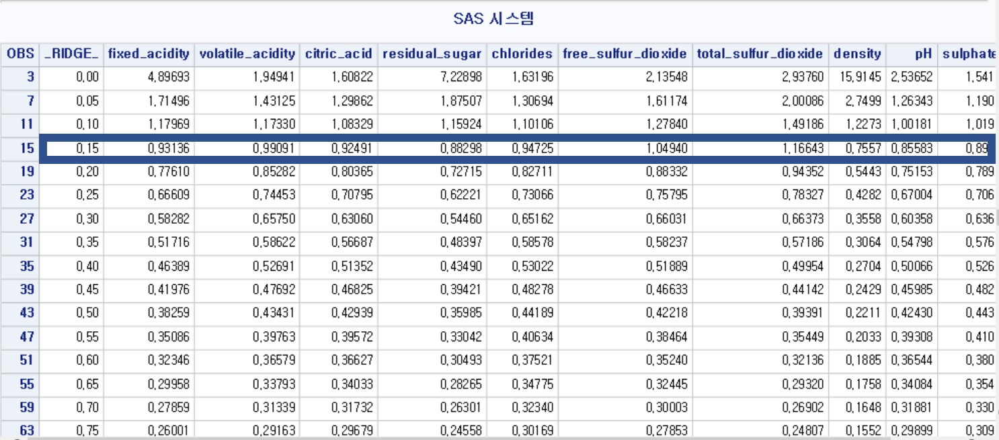 SAS 시스템
OBS _RIDGE_ fixed_acidity volatile_acidity citric_acid residual_sugar chlorides free_sulfur_dioxide total_sulfur_dioxide density pH sulphate
3 0,00 4,89693 1,94941 1,60822 7,22898 1,63196 2,13548 2,93760 15,9145 2,53652 1,541
7 0,05 1,71496 1,43125 1,29862 1,87507 1,30694 1,61174 2,00086 2,7499 1,26343 1,190
11 0,10 1,17969 1,17330 1,08329 1,15924 1,10106 1,27840 1,49186 1,2273 1,00181 1,019
15 0,15 0,93136 0,99091 0,92491 0,88298 0,94725 1,04940 1,16643 0,7557 0,85583 0,89
19 0,20 0,77610 0,85282 0,80365 0,72715 0,82711 0,88332 0,94352 0,5443 0,75153 0,789
23 0,25 0,66609 0,74453 0,70795 0,62221 0,73066 0,75795 0,78327 0,4282 0,67004 0,706
27 0,30 0,58282 0,65750 0,63060 0,54460 0,65162 0,66031 0,66373 0,3558 0,60358 0,636
31 0,35 0,51716 0,58622 0,56687 0,48397 0,58578 0,58237 0,57186 0,3064 0,54798 0,576
35 0,40 0,46389 0,52691 0,51352 0,43490 0,53022 0,51889 0,49954 0,2704 0,50066 0,526
39 0,45 0,41976 0,47692 0,46825 0,39421 0,48278 0,46633 0,44142 0,2429 0,45985 0,482
43 0,50 0,38259 0,43431 0,42939 0,35985 0,44189 0,42218 0,39391 0,2211 0,42430 0,443
47 0,55 0,35086 0,39763 0,39572 0,33042 0,40634 0,38464 0,35449 0,2033 0,39308 0,410
51 0,60 0,32346 0,36579 0,36627 0,30493 0,37521 0,35240 0,32136 0,1885 0,36544 0,380
55 0,65 0,29958 0,33793 0,34033 0,28265 0,34775 0,32445 0,29320 0,1758 0,34084 0,354
59 0,70 0,27859 0,31339 0,31732 0,26301 0,32340 0,30003 0,26902 0,1648 0,31881 0,330
63 0,75 0,26001 0,29163 0,29679 0,24558 0,30169 0,27853 0,24807 0,1552 0,29899 0,309